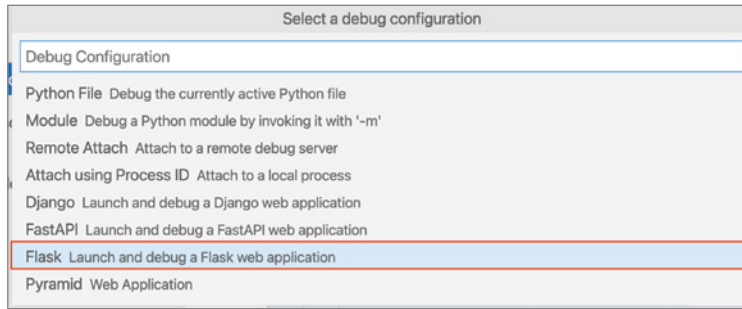 Select a debug configuration
Debug Configuration
Python File Debug the currently active Python file
Module Debug a Python module by invoking it with '-m'
Remote Attach Attach to a remote debug server
Attach using Process ID Attach to a local process
Django Launch and debug a Django web application
FastAPI Launch and debug a FastAPI web application
Flask Launch and debug a Flask web application
Pyramid Web Application